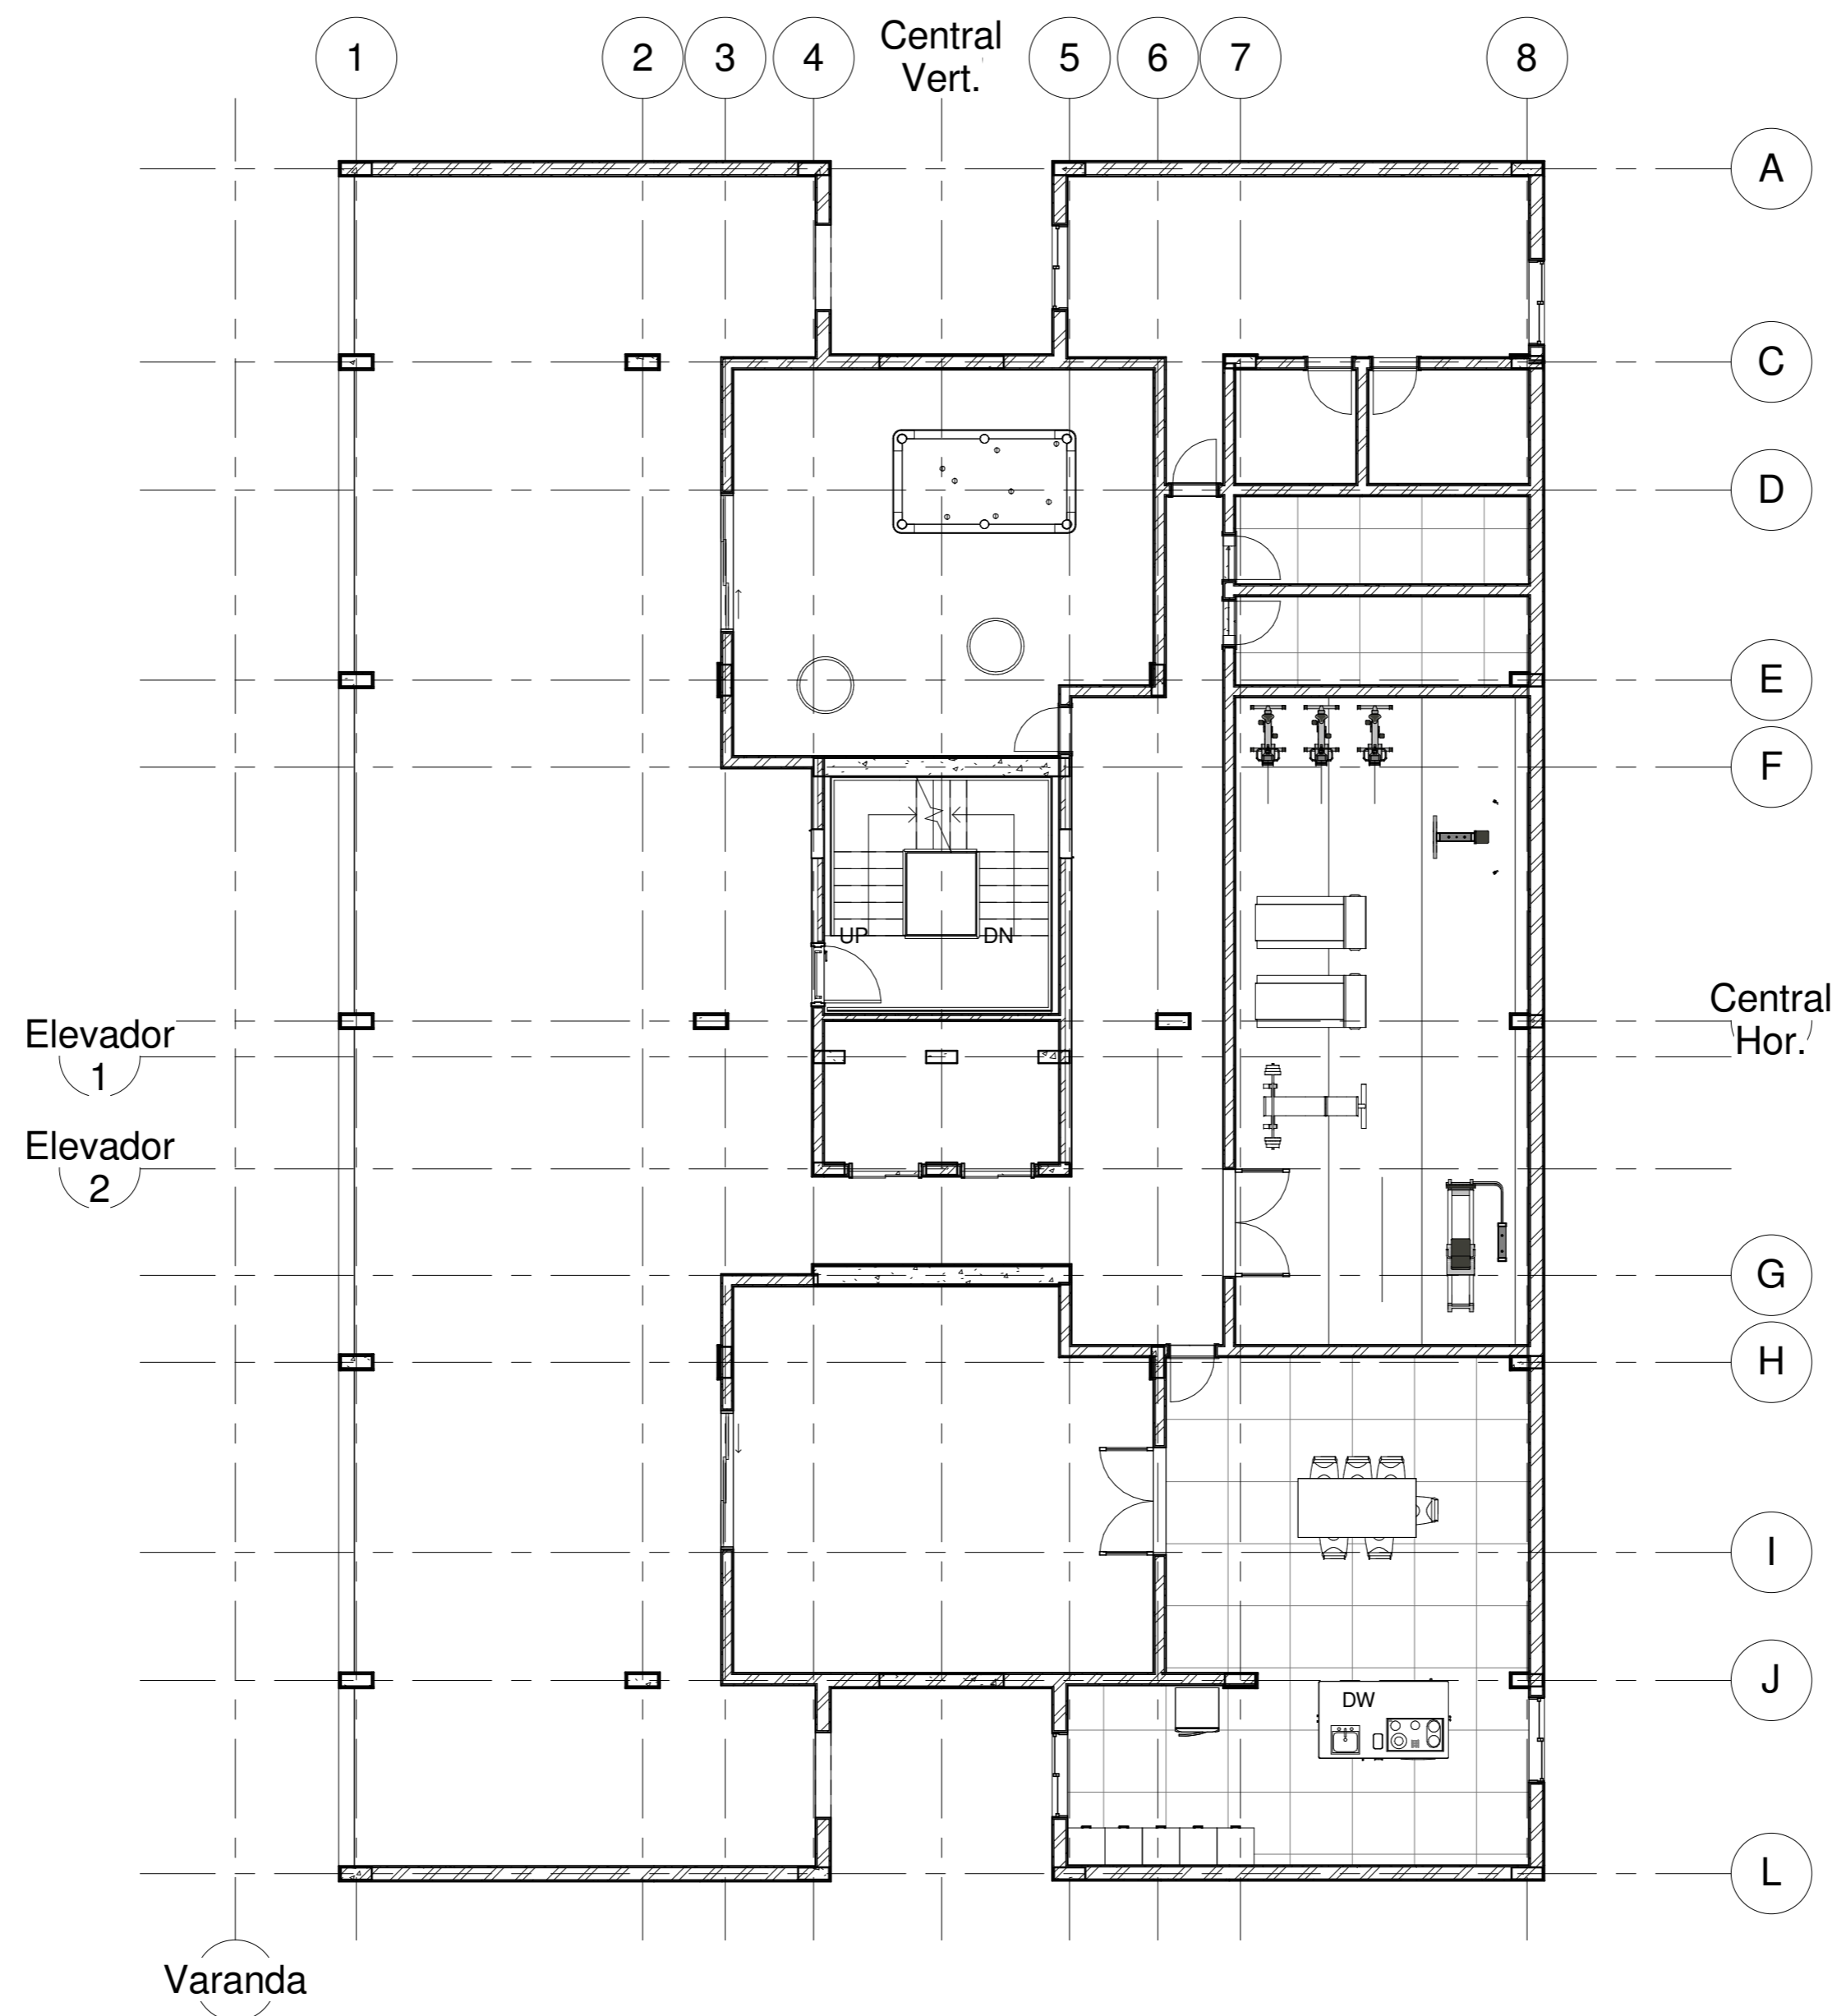 1
2
3
4
Central
Vert.
5
6
7
8
A
C
D
E
F
UP
DN
Central
Hor.
Elevador
1
Elevador
2
G
H
I
J
DW
L
Varanda